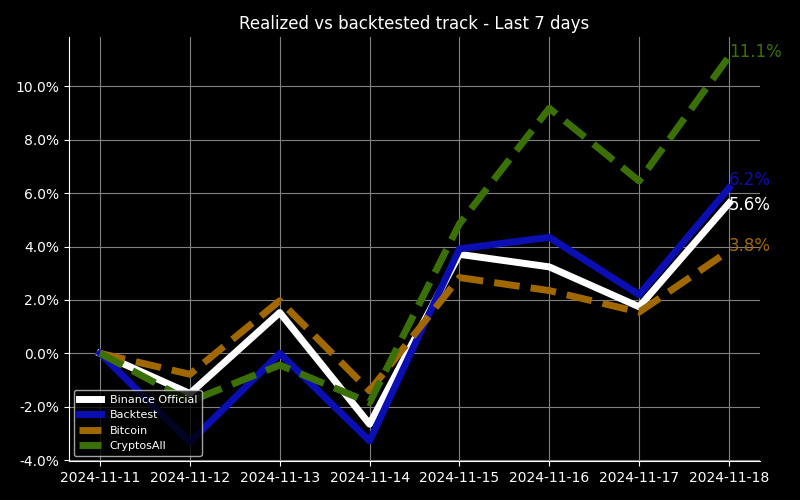 Realized vs backtested track - Last 7 days
11.1%
10.0%
8.0%
6.0%
4.0%
2.0%
0.0%
-2.0%
-4.0%
6.2%
5.6%
3.8%
Binance Official
Backtest
Bitcoin
CryptosAll
2024-11-11 2024-11-12 2024-11-13 2024-11-14 2024-11-15 2024-11-16 2024-11-17 2024-11-18